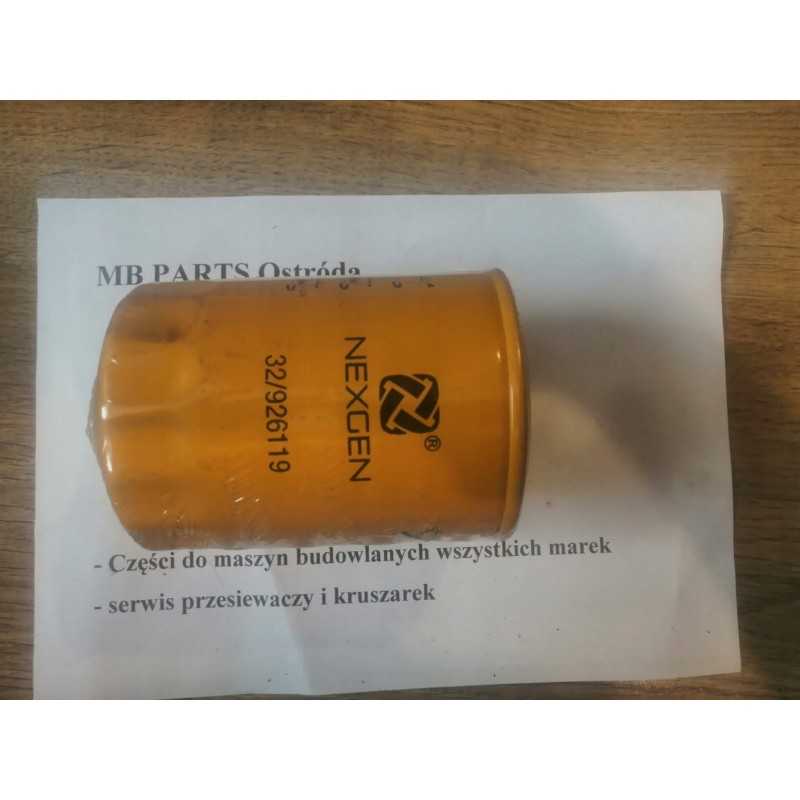 MB PARTS Ostróda
NEXGEN
®
32/926119
- Części do maszyn budowlanych wszystkich marek
- serwis przesiewaczy i kruszarek